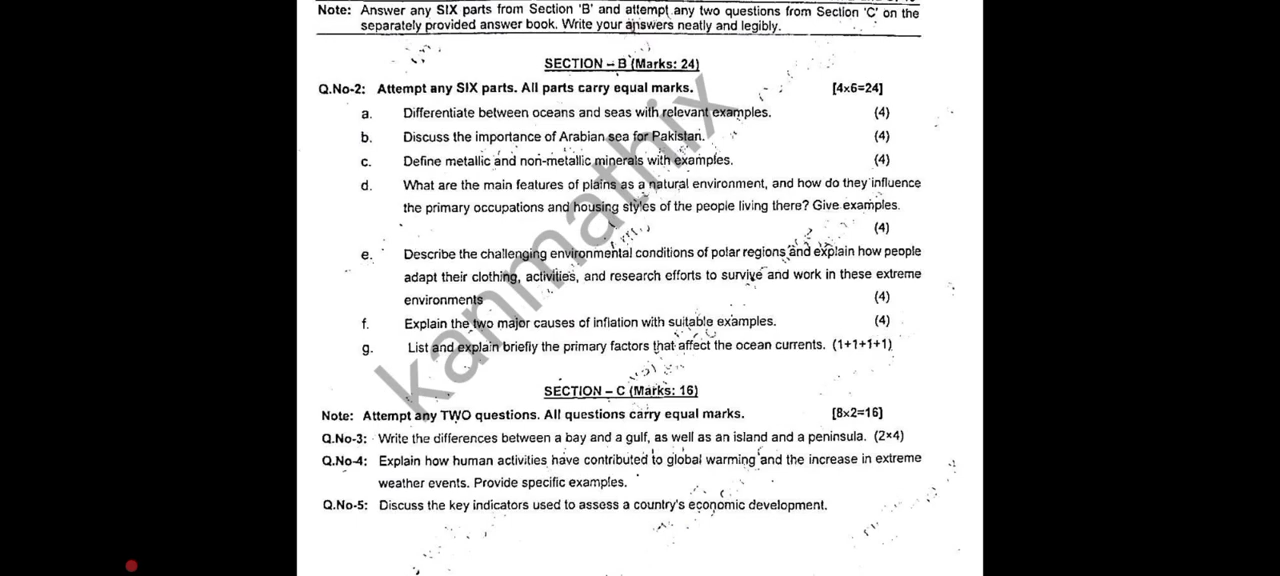 Note: Answer any SIX parts from Section 'B' and attempt any two questions from Section 'C' on the
separately provided answer book. Write your answers neatly and legibly.
SECTION – B (Marks: 24)
Q.No-2: Attempt any SIX parts. All parts carry equal marks. [4×6=24]
a. Differentiate between oceans and seas with relevant examples. (4)
b. Discuss the importance of Arabian sea for Pakistan. (4)
c. Define metallic and non-metallic minerals with examples. (4)
d. What are the main features of plains as a natural environment, and how do they influence
the primary occupations and housing styles of the people living there? Give examples.
(4)
e. Describe the challenging environmental conditions of polar regions and explain how people
adapt their clothing, activities, and research efforts to survive and work in these extreme
environments (4)
f. Explain the two major causes of inflation with suitable examples. (4)
g. List and explain briefly the primary factors that affect the ocean currents. (1+1+1+1)
SECTION – C (Marks: 16)
Note: Attempt any TWO questions. All questions carry equal marks. [8×2=16]
Q.No-3: Write the differences between a bay and a gulf, as well as an island and a peninsula. (2×4)
Q.No-4: Explain how human activities have contributed to global warming and the increase in extreme
weather events. Provide specific examples.
Q.No-5: Discuss the key indicators used to assess a country's economic development.
kanmathix